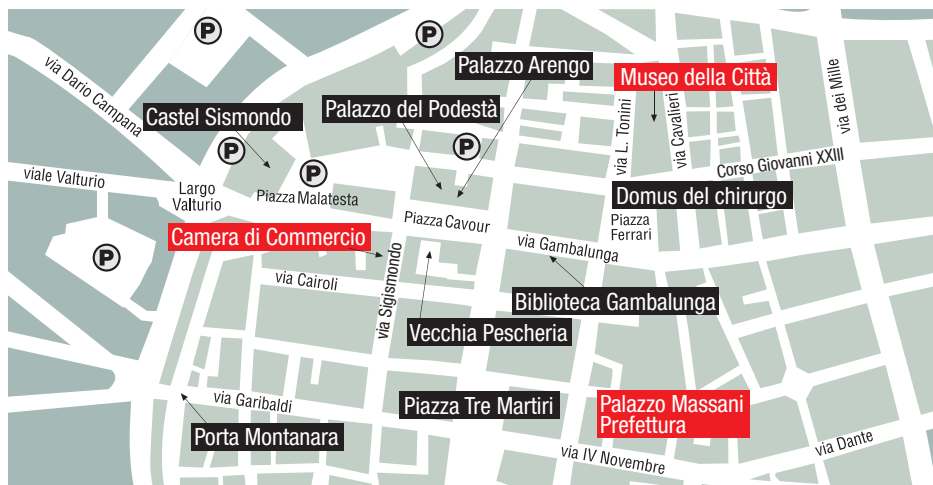 P
P
via Dario Campana
Palazzo Arengo
Museo della Città
via dei Mille
Castel Sismondo
Palazzo del Podestà
via L. Tonini
via Cavalieri
P
P
P
Corso Giovanni XXIII
viale Valturio
Largo
Valturio
Piazza Malatesta
Domus del chirurgo
Piazza Cavour
Piazza
Ferrari
Camera di Commercio
via Gambalunga
P
via Cairoli
via Sigismondo
Biblioteca Gambalunga
Vecchia Pescheria
via Garibaldi
Piazza Tre Martiri
Palazzo Massani
Prefettura
Porta Montanara
via IV Novembre
via Dante